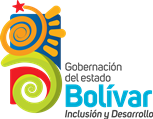 Gobernación
del estado
Bolívar
Inclusión y Desarrollo